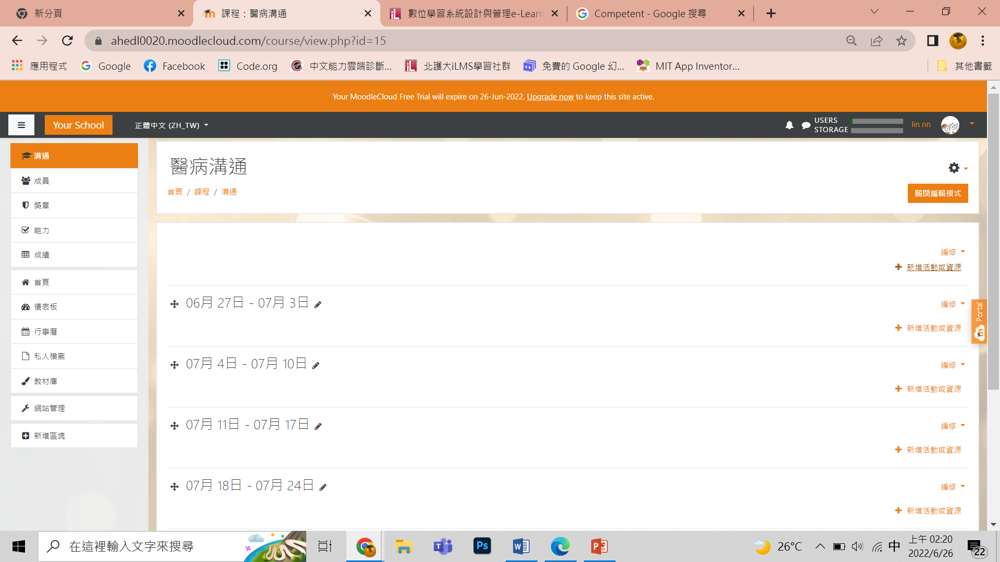 新分頁
課程：醫病溝通
數位學習系統設計與管理e-Learn
Competent - Google 搜尋
ahedl0020.moodlecloud.com/course/view.php?id=15
應用程式
Google
Facebook
Code.org
中文能力雲端診斷...
北護大iLMS學習社群
免費的 Google 幻...
MIT App Inventor...
其他書籤
Your MoodleCloud Free Trial will expire on 26-Jun-2022. Upgrade now to keep this site active.
Your School
正體中文 (ZH_TW)
USERS
STORAGE
lin nn
溝通
成員
獎章
能力
成績
首頁
儀表板
行事曆
私人檔案
教材庫
網站管理
新增區塊
醫病溝通
首頁 / 課程 / 溝通
關閉編輯模式
編修
新增活動或資源
06月 27日 - 07月 3日
編修
新增活動或資源
07月 4日 - 07月 10日
編修
新增活動或資源
07月 11日 - 07月 17日
編修
新增活動或資源
07月 18日 - 07月 24日
編修
新增活動或資源
Portal
在這裡輸入文字來搜尋
Ps
26°C
中
上午 02:20
2022/6/26
22